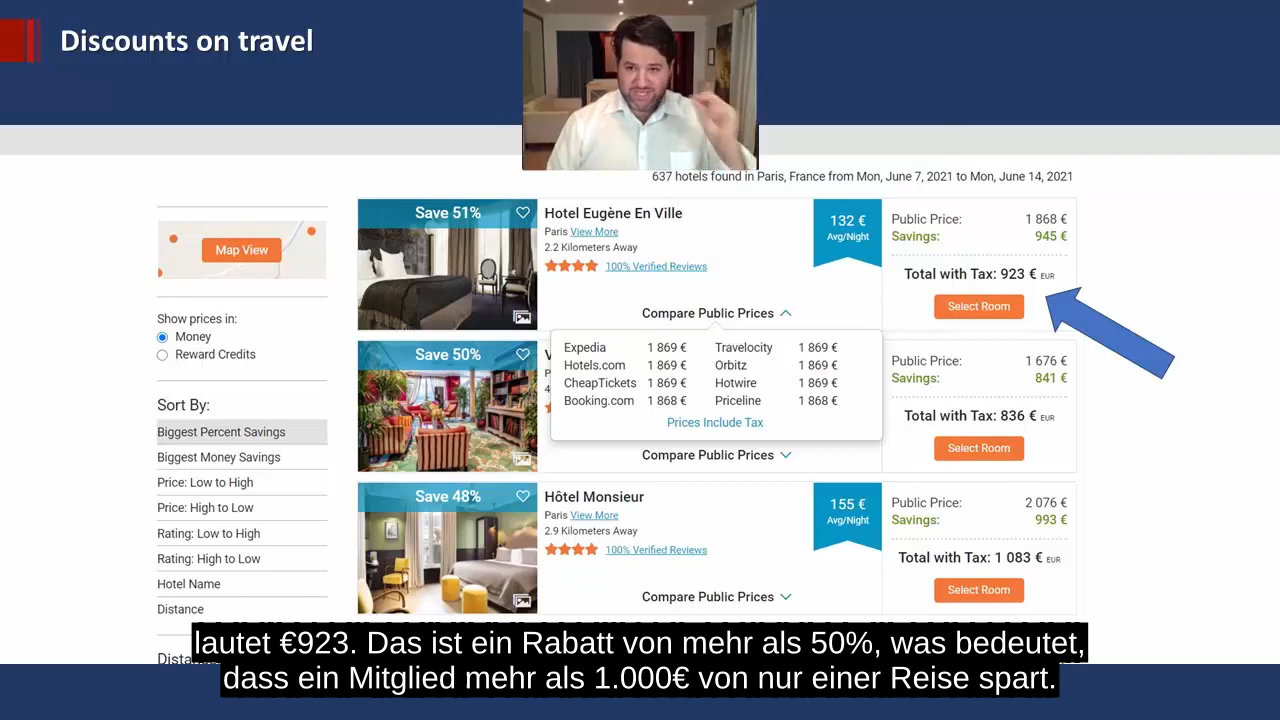 Discounts on travel
637 hotels found in Paris, France from Mon, June 7, 2021 to Mon, June 14, 2021
Map View
Show prices in:
Money
Reward Credits
Sort By:
Biggest Percent Savings
Biggest Money Savings
Price: Low to High
Price: High to Low
Rating: Low to High
Rating: High to Low
Hotel Name
Distance
Save 51%
Hotel Eugène En Ville
Paris View More
2.2 Kilometers Away
100% Verified Reviews
Compare Public Prices
132 €
Avg/Night
Public Price: 1 868 €
Savings: 945 €
Total with Tax: 923 € EUR
Select Room
Expedia 1 869 € Travelocity 1 869 €
Hotels.com 1 869 € Orbitz 1 869 €
CheapTickets 1 869 € Hotwire 1 869 €
Booking.com 1 868 € Priceline 1 868 €
Prices Include Tax
Save 50%
Compare Public Prices
Public Price: 1 676 €
Savings: 841 €
Total with Tax: 836 € EUR
Select Room
Save 48%
Hôtel Monsieur
Paris View More
2.9 Kilometers Away
100% Verified Reviews
Compare Public Prices
155 €
Avg/Night
Public Price: 2 076 €
Savings: 993 €
Total with Tax: 1 083 € EUR
Select Room
lautet €923. Das ist ein Rabatt von mehr als 50%, was bedeutet,
dass ein Mitglied mehr als 1.000€ von nur einer Reise spart.